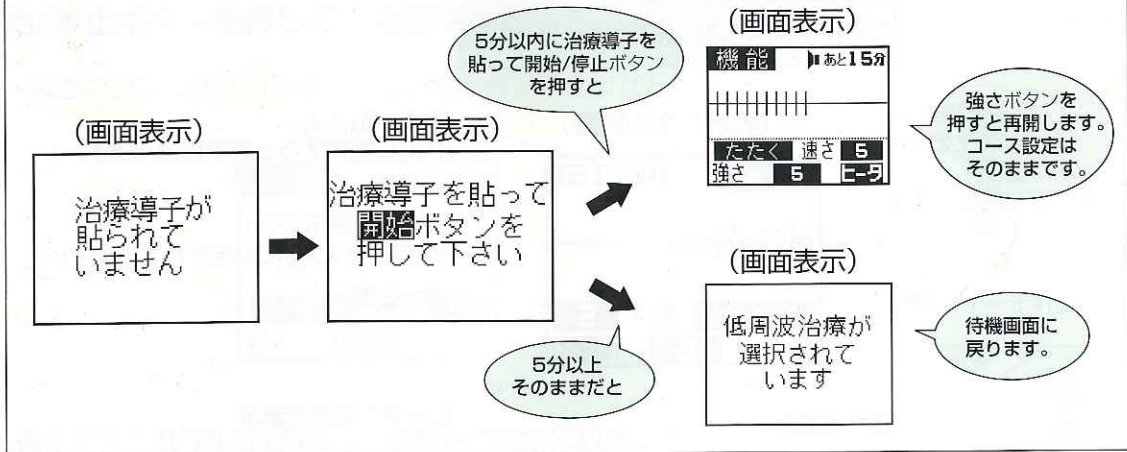 (画面表示)
治療導子が
貼られて
いません
(画面表示)
治療導子を貼って
開始ボタンを
押して下さい
5分以内に治療導子を
貼って開始/停止ボタン
を押すと
(画面表示)
機能 あと15分
たたく 速さ 5
強さ 5 ヒータ
強さボタンを
押すと再開します。
コース設定は
そのままです。
5分以上
そのままだと
(画面表示)
低周波治療が
選択されて
います
待機画面に
戻ります。